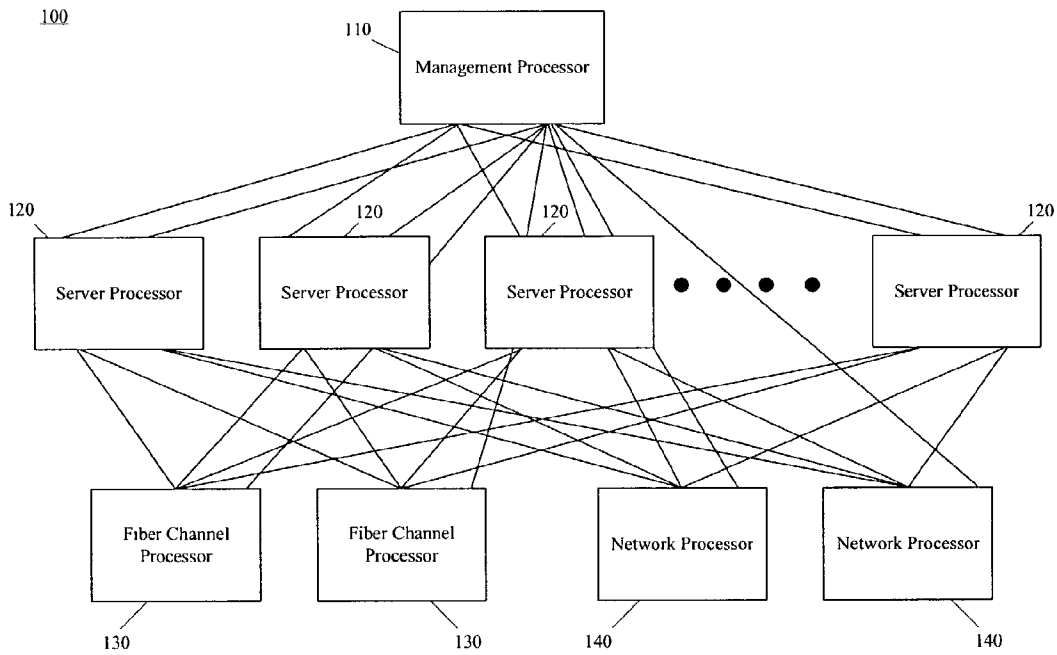 100
110
Management Processor
120
120
120
120
Server Processor
Server Processor
Server Processor
Server Processor
Fiber Channel
Processor
Fiber Channel
Processor
Network Processor
Network Processor
130
130
140
140